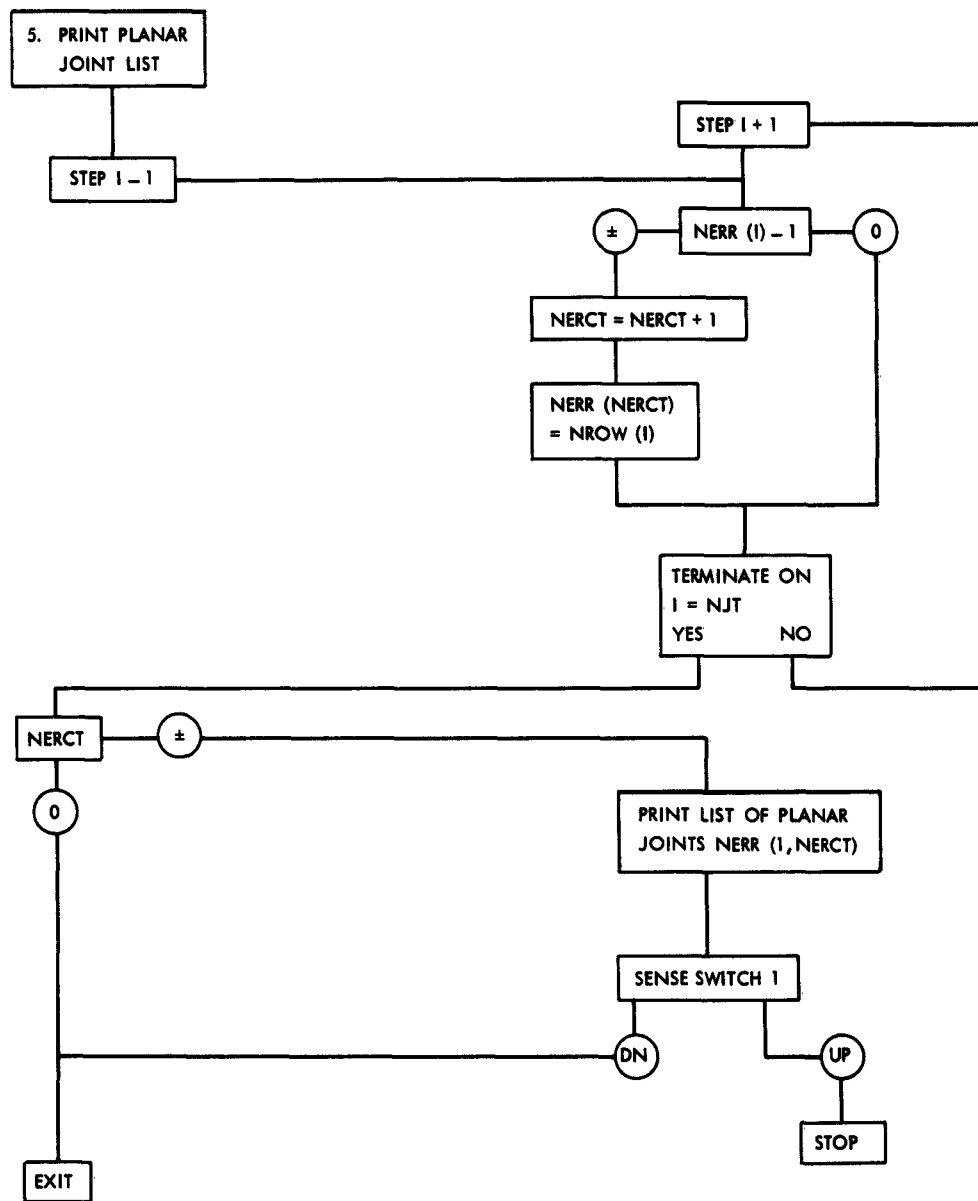 5. PRINT PLANAR
JOINT LIST
STEP I + 1
STEP I – 1
±
NERR (I) – 1
0
NERCT = NERCT + 1
NERR (NERCT)
= NROW (I)
TERMINATE ON
I = NJT
YES NO
NERCT
±
0
PRINT LIST OF PLANAR
JOINTS NERR (1, NERCT)
SENSE SWITCH 1
DN
UP
STOP
EXIT